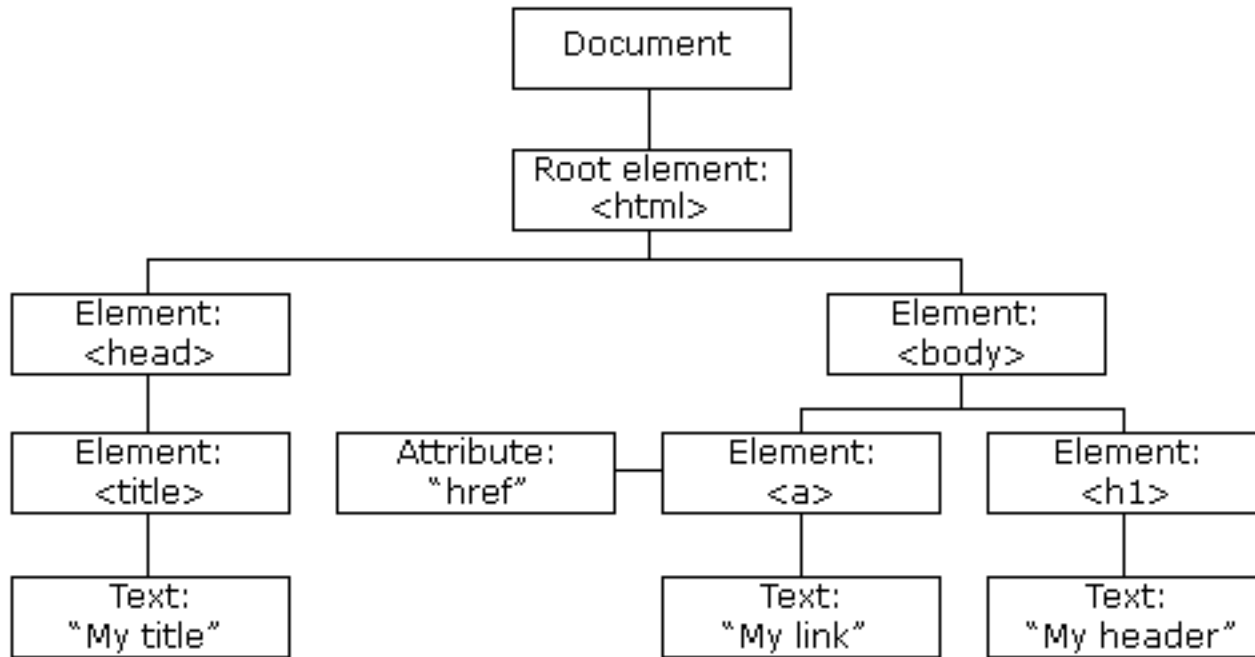 Document
Root element:
<html>
Element:
<head>
Element:
<body>
Element:
<title>
Attribute:
“href”
Element:
<a>
Element:
<h1>
Text:
“My title”
Text:
“My link”
Text:
“My header”